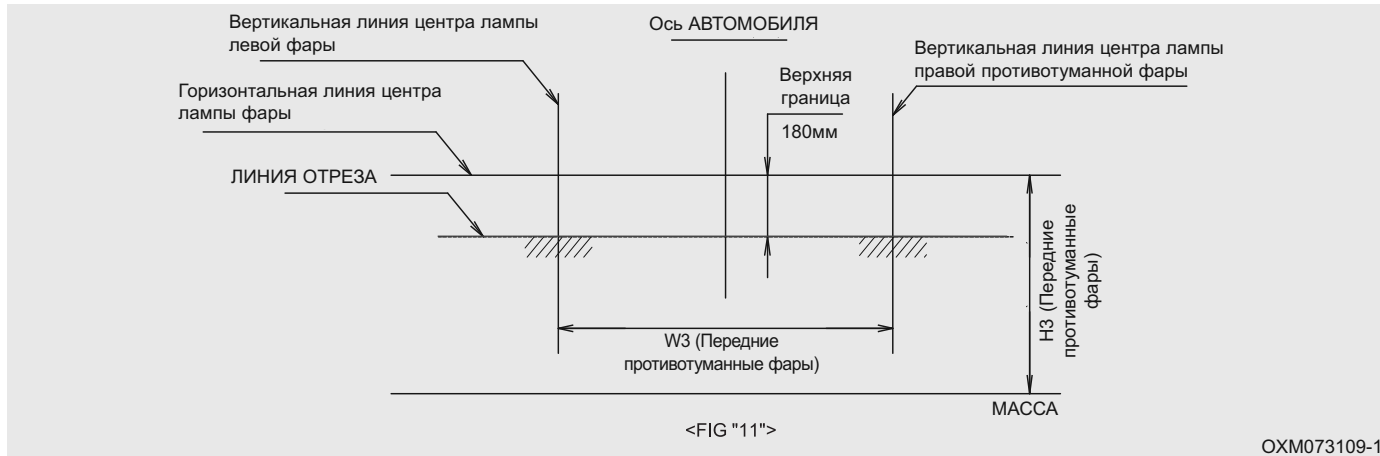 Вертикальная линия центра лампы
левой фары
Ось АВТОМОБИЛЯ
Вертикальная линия центра лампы
правой противотуманной фары
Верхняя
граница
180мм
Горизонтальная линия центра
лампы фары
ЛИНИЯ ОТРЕЗА
H3 (Передние
противотуманные
фары)
W3 (Передние
противотуманные фары)
МАССА
<FIG "11">
OXM073109-1